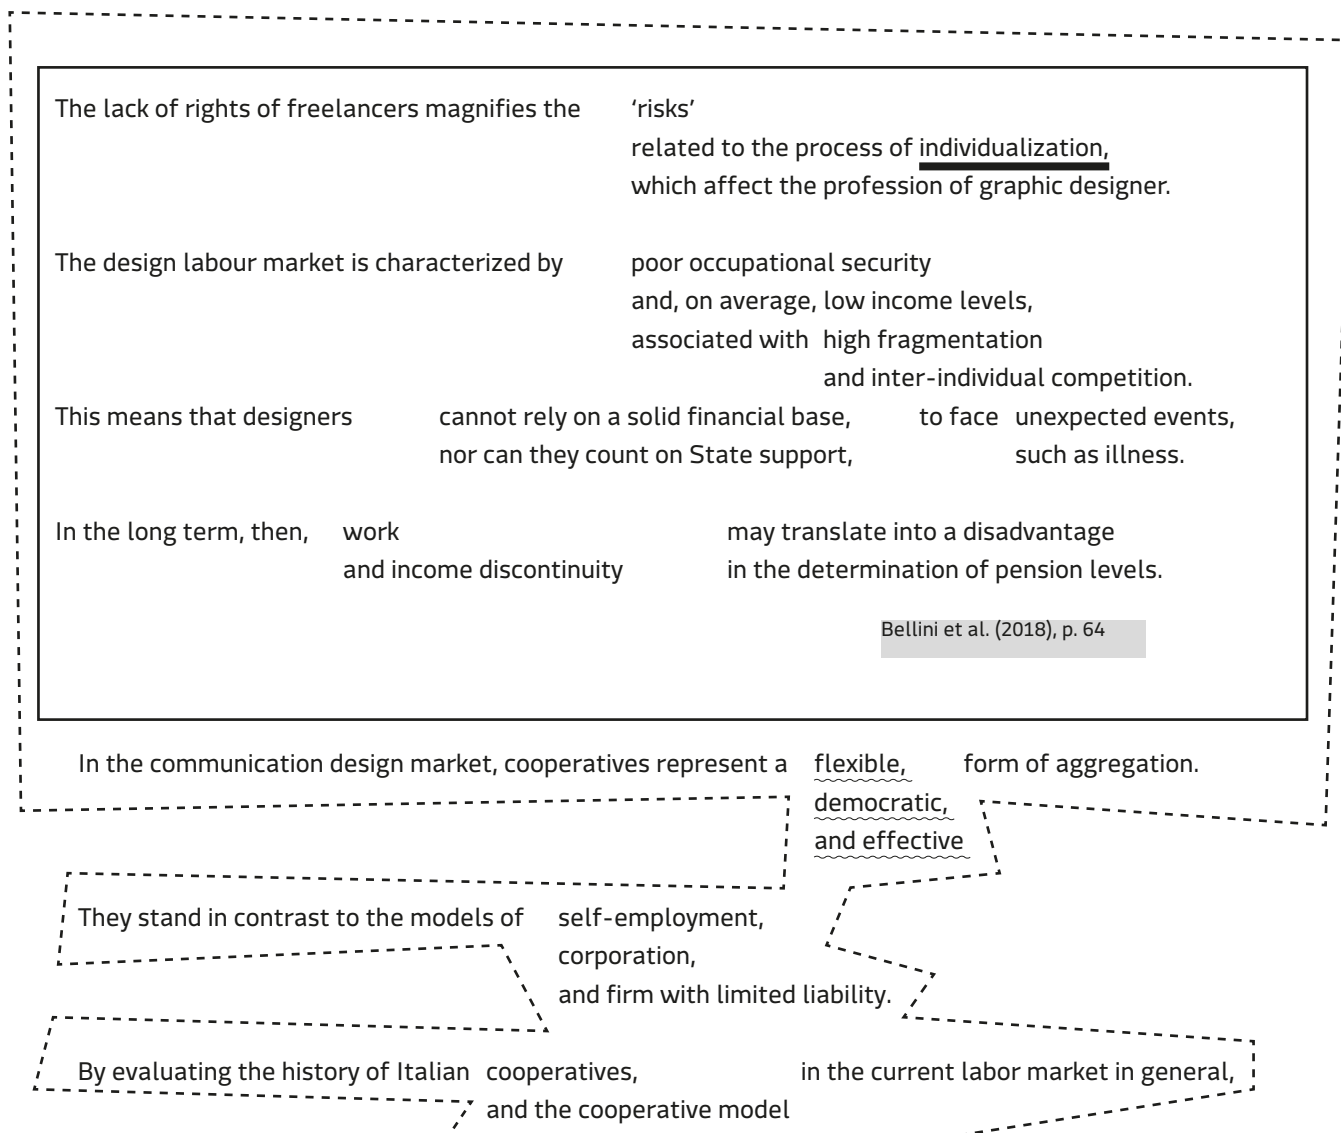 The lack of rights of freelancers magnifies the ‘risks’
related to the process of individualization,
which affect the profession of graphic designer.
The design labour market is characterized by poor occupational security
and, on average, low income levels,
associated with high fragmentation
and inter-individual competition.
This means that designers cannot rely on a solid financial base, to face unexpected events,
nor can they count on State support, such as illness.
In the long term, then, work may translate into a disadvantage
and income discontinuity in the determination of pension levels.
Bellini et al. (2018), p. 64
In the communication design market, cooperatives represent a flexible, form of aggregation.
democratic,
and effective
They stand in contrast to the models of self-employment,
corporation,
and firm with limited liability.
By evaluating the history of Italian cooperatives, in the current labor market in general,
and the cooperative model